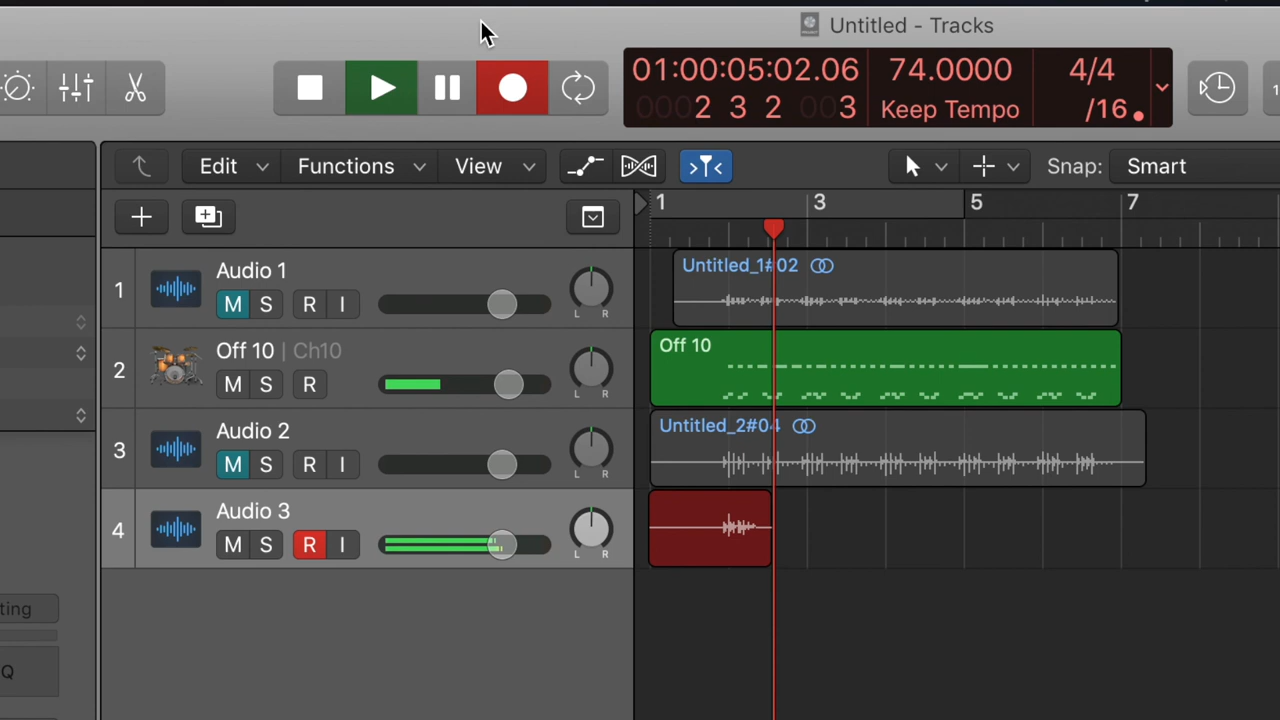 Untitled - Tracks
01:00:05:02.06 74.0000 4/4
0002 3 2 003 Keep Tempo /16
Edit Functions View Snap: Smart
1 3 5 7
1 Audio 1 Untitled_1#02
M S R I L R
2 Off 10 | Ch10 Off 10
M S R L R
3 Audio 2 Untitled_2#04
M S R I L R
4 Audio 3
M S R I L R
ting
Q